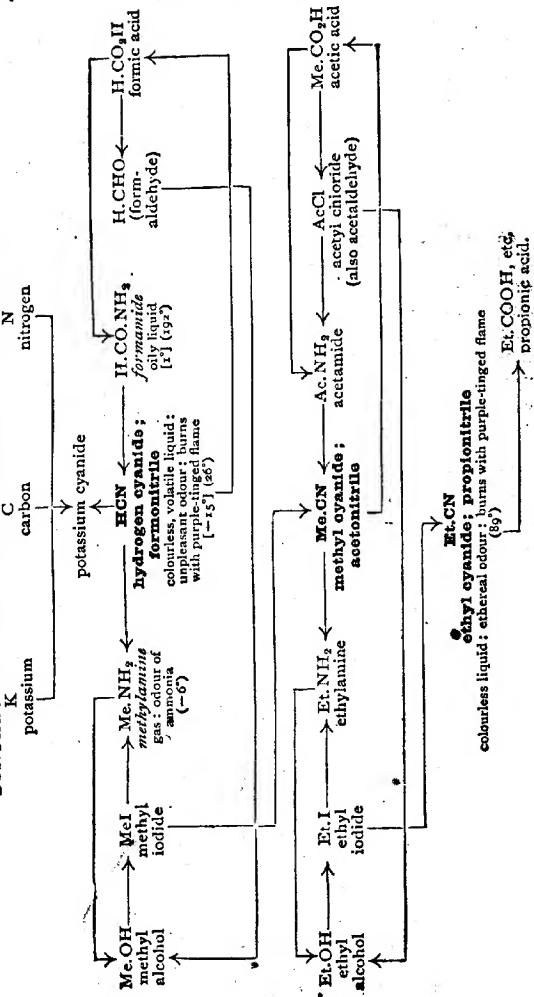 K
potassium
C
carbon
N
nitrogen
potassium cyanide
Me.OH
methyl
alcohol
MeI
methyl
iodide
Me.NH₂
methylamine
gas : odour of
ammonia
(−6°)
HCN
hydrogen cyanide ;
formonitrile
colourless, volatile liquid :
unpleasant odour : burns
with purple-tinged flame
[−15°] (26°)
H.CO.NH₂
formamide
oily liquid
[1°] (192°)
H.CHO
(form-
aldehyde)
H.CO₂H
formic acid
Et.OH
ethyl
alcohol
Et.I
ethyl
iodide
Et.NH₂
ethylamine
Me.CN
methyl cyanide ;
acetonitrile
Ac.NH₂
acetamide
AcCl
acetyl chloride
(also acetaldehyde)
Me.CO₂H
acetic acid
Et.CN
ethyl cyanide ; propionitrile
colourless liquid : ethereal odour : burns with purple-tinged flame
(89°)
Et.COOH, etc.
propionic acid.